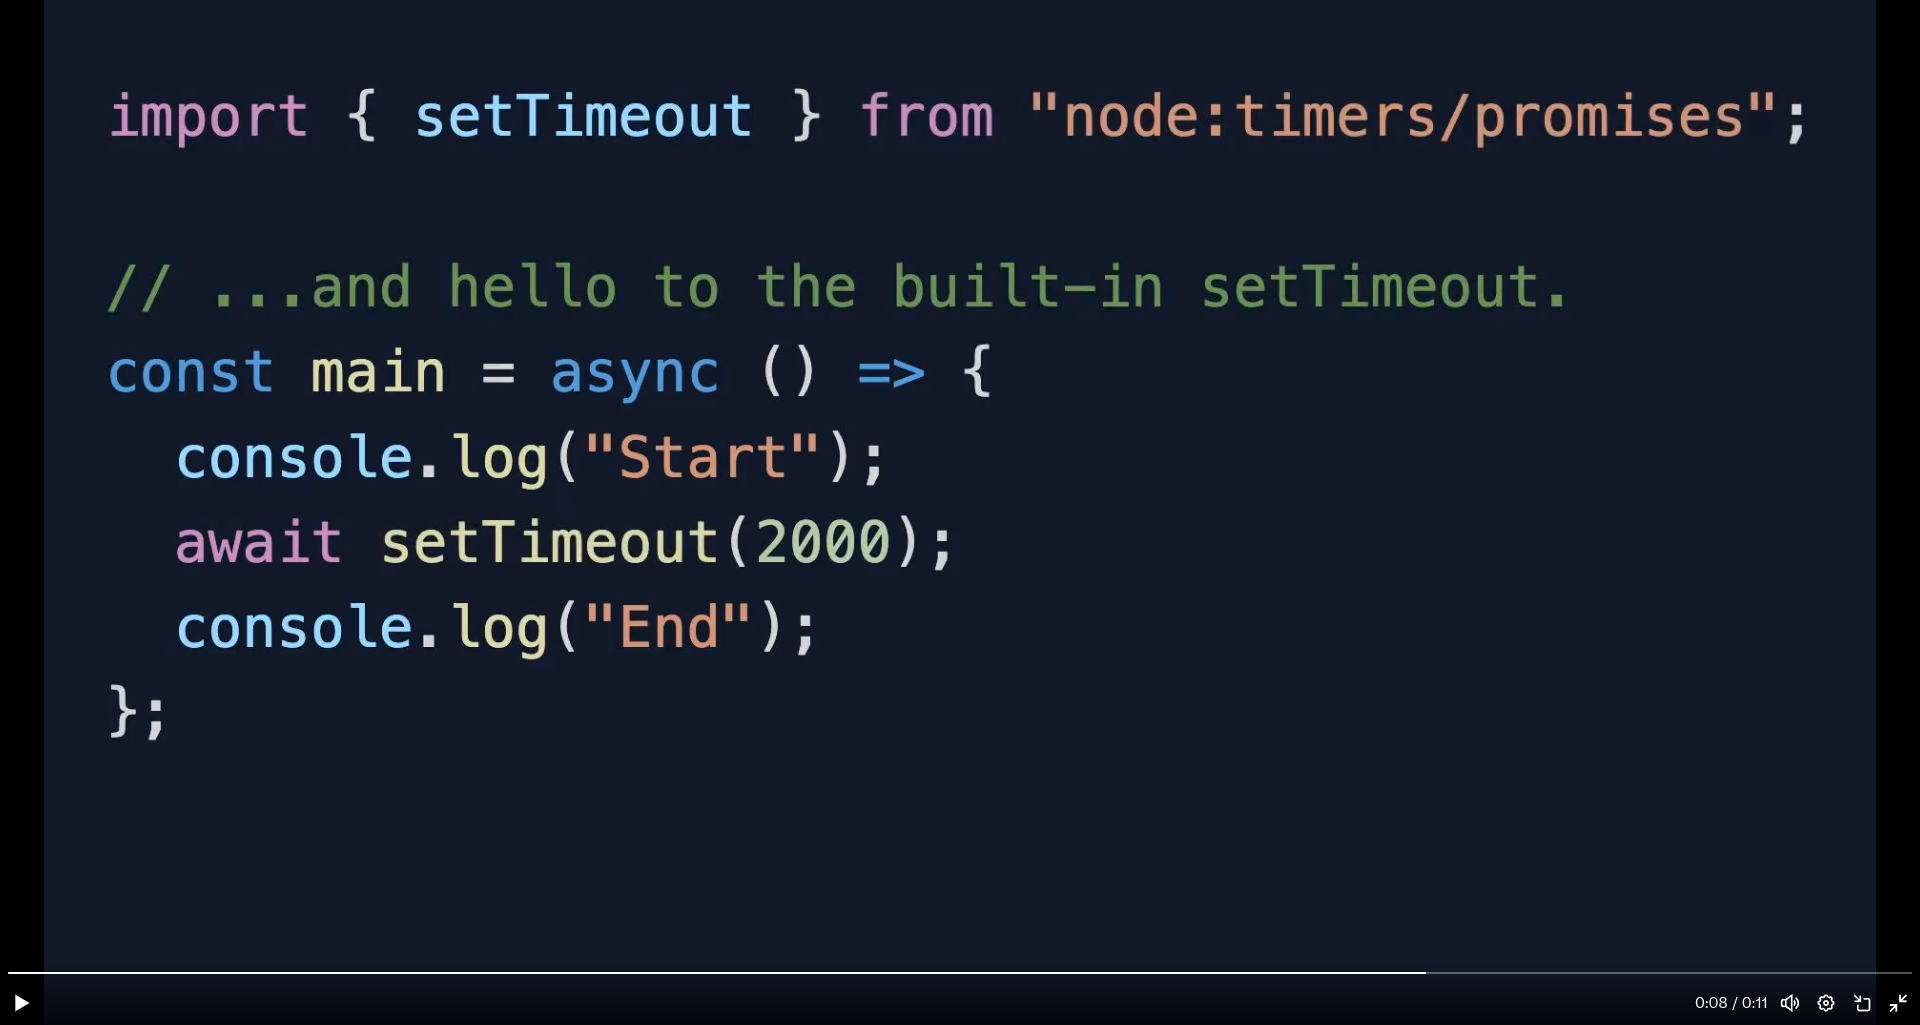 import { setTimeout } from "node:timers/promises";
// ...and hello to the built-in setTimeout.
const main = async () => {
  console.log("Start");
  await setTimeout(2000);
  console.log("End");
};
0:08 / 0:11